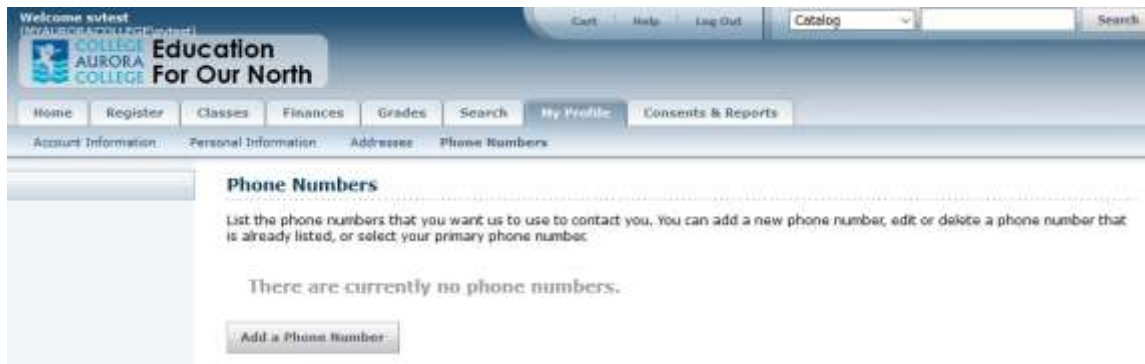 Welcome svtest
[MYAURORACOLLEGE\svtest]
Cart Help Log Out Catalog Search
COLLEGE
AURORA
COLLEGE
Education
For Our North
Home Register Classes Finances Grades Search My Profile Consents & Reports
Account Information Personal Information Addresses Phone Numbers
Phone Numbers
List the phone numbers that you want us to use to contact you. You can add a new phone number, edit or delete a phone number that
is already listed, or select your primary phone number.
There are currently no phone numbers.
Add a Phone Number